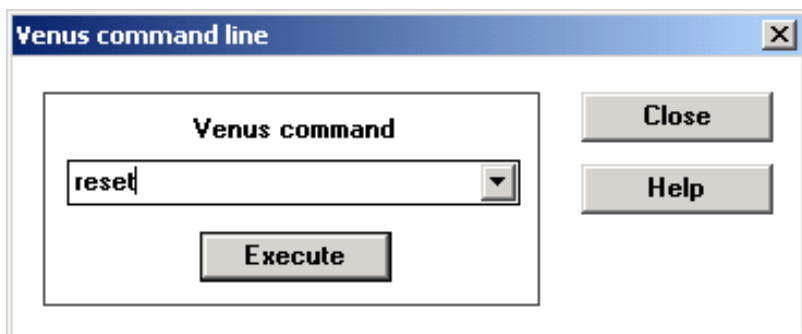 Venus command line
Venus command
reset
Execute
Close
Help